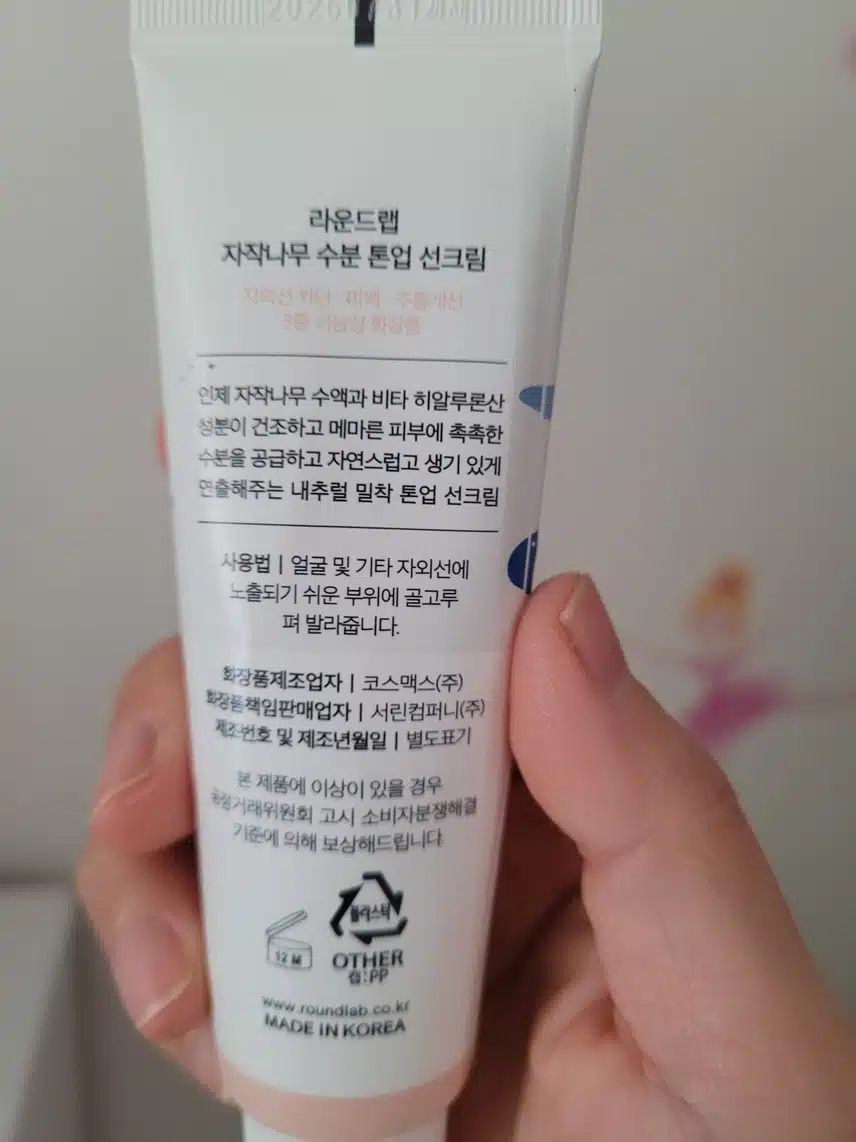 라운드랩
자작나무 수분 톤업 선크림
자외선 차단 · 미백 · 주름개선
3중 기능성 화장품
인제 자작나무 수액과 비타 히알루론산
성분이 건조하고 메마른 피부에 촉촉한
수분을 공급하고 자연스럽고 생기 있게
연출해주는 내추럴 밀착 톤업 선크림
사용법 | 얼굴 및 기타 자외선에
노출되기 쉬운 부위에 골고루
펴 발라줍니다.
화장품제조업자 | 코스맥스(주)
화장품책임판매업자 | 서린컴퍼니(주)
제조번호 및 제조년월일 | 별도표기
본 제품에 이상이 있을 경우
공정거래위원회 고시 소비자분쟁해결
기준에 의해 보상해드립니다.
플라스틱
12 M
OTHER
캡:PP
www.roundlab.co.kr
MADE IN KOREA